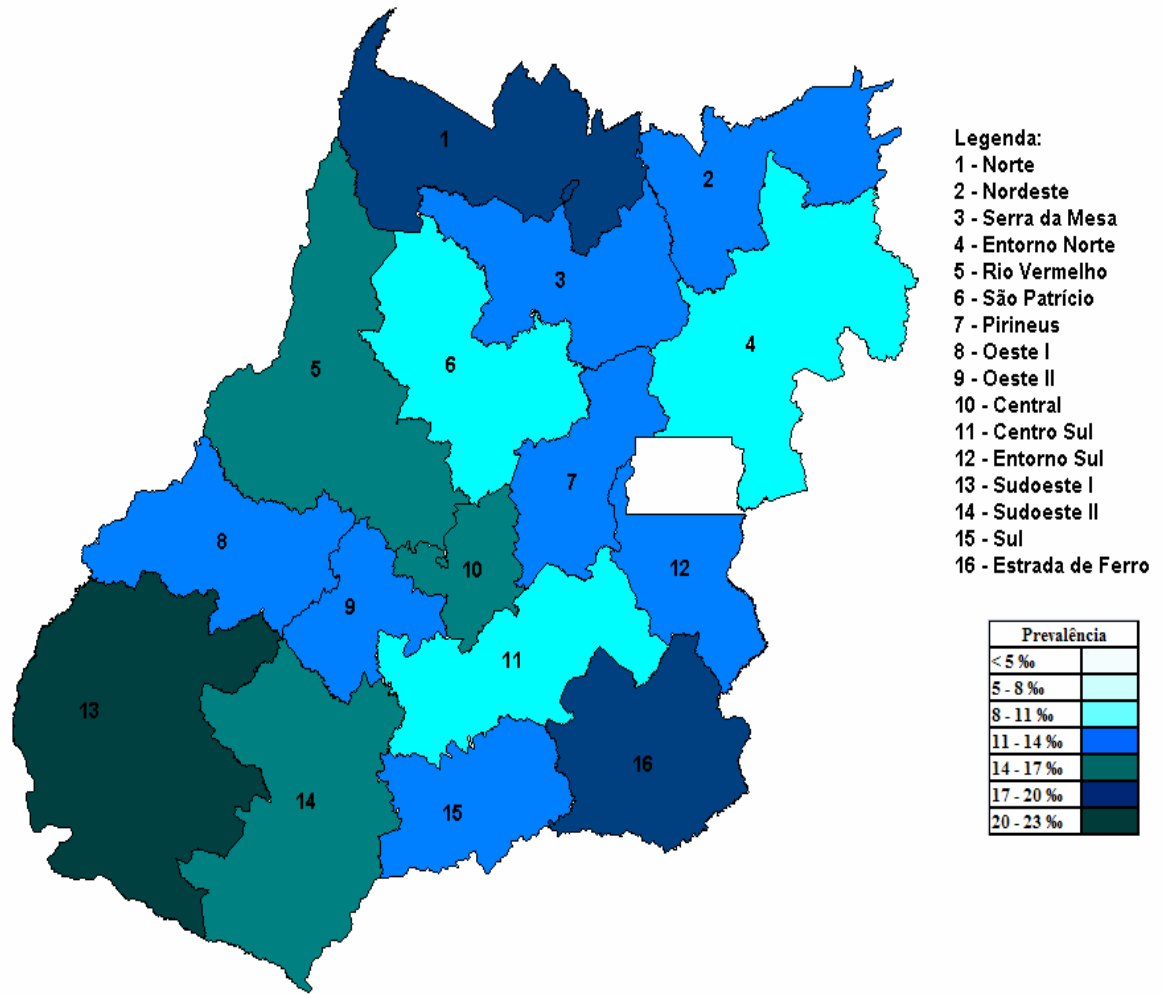 1
2
3
4
5
6
7
8
9
10
11
12
13
14
15
16
Legenda:
1 - Norte
2 - Nordeste
3 - Serra da Mesa
4 - Entorno Norte
5 - Rio Vermelho
6 - São Patrício
7 - Pirineus
8 - Oeste I
9 - Oeste II
10 - Central
11 - Centro Sul
12 - Entorno Sul
13 - Sudoeste I
14 - Sudoeste II
15 - Sul
16 - Estrada de Ferro
Prevalência
< 5 ‰
5 - 8 ‰
8 - 11 ‰
11 - 14 ‰
14 - 17 ‰
17 - 20 ‰
20 - 23 ‰